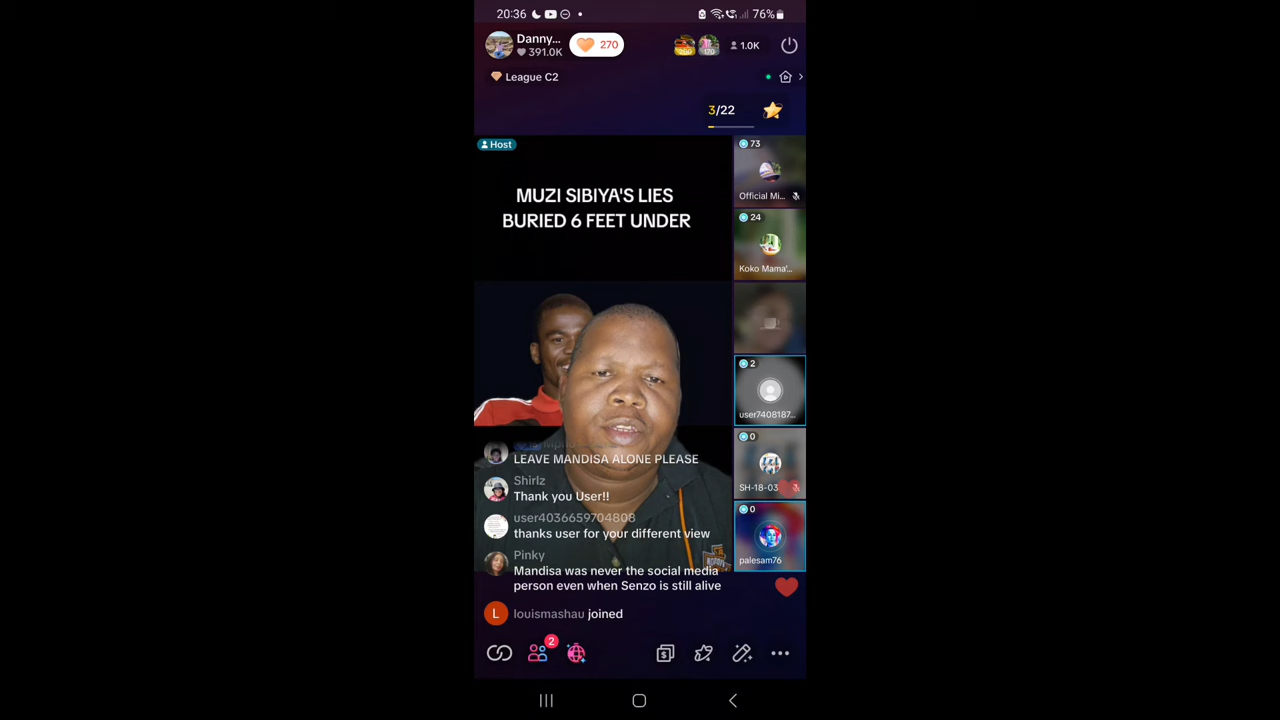 20:36
76%
Danny...
391.0K
270
200
170
1.0K
League C2
3/22
Host
73
MUZI SIBIYA'S LIES
BURIED 6 FEET UNDER
Official Mi...
24
Koko Mama'...
2
user7408187...
LEAVE MANDISA ALONE PLEASE
0
Shirlz
Thank you User!!
SH-18-03
user4036659704808
thanks user for your different view
0
Pinky
Mandisa was never the social media
person even when Senzo is still alive
palesam76
L
louismashau joined
2